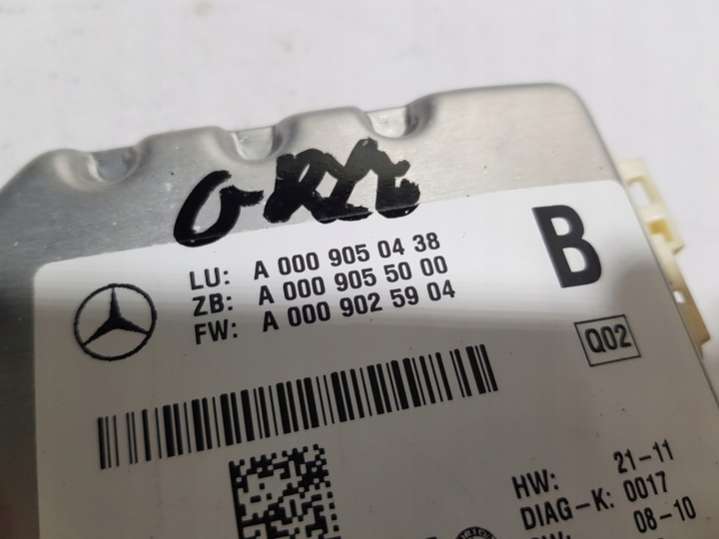 LU: A 000 905 04 38
ZB: A 000 905 50 00
FW: A 000 902 59 04
B
Q02
HW: 21-11
DIAG-K: 0017
08-10